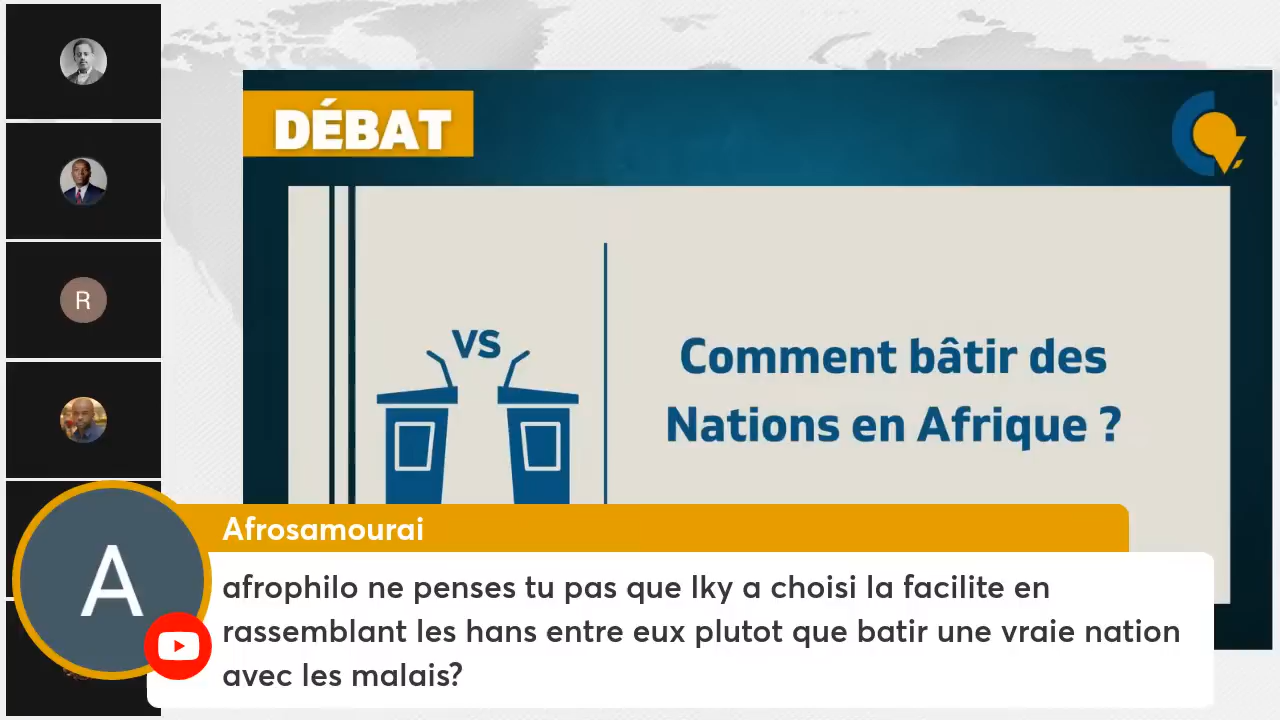 DÉBAT
VS
Comment bâtir des
Nations en Afrique ?
R
A
Afrosamourai
afrophilo ne penses tu pas que lky a choisi la facilite en
rassemblant les hans entre eux plutot que batir une vraie nation
avec les malais?